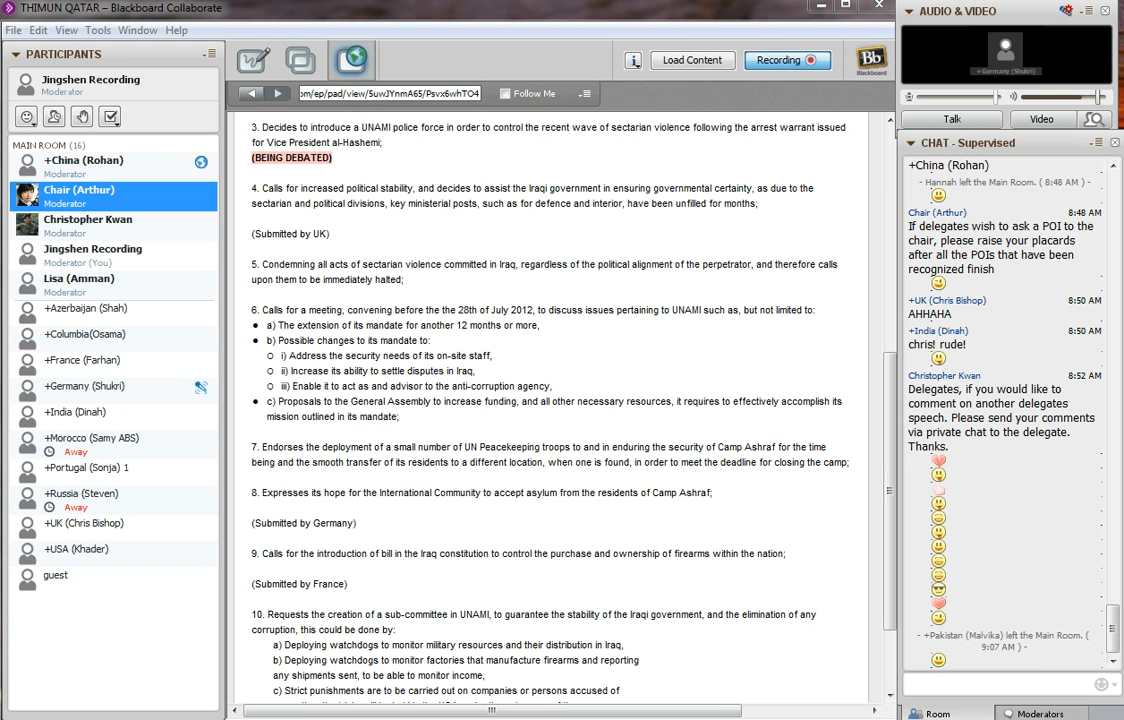 THIMUN QATAR – Blackboard Collaborate
File Edit View Tools Window Help
PARTICIPANTS
Jingshen Recording
Moderator
MAIN ROOM (16)
+China (Rohan)
Moderator
Chair (Arthur)
Moderator
Christopher Kwan
Moderator
Jingshen Recording
Moderator (You)
Lisa (Amman)
Moderator
+Azerbaijan (Shah)
+Columbia(Osama)
+France (Farhan)
+Germany (Shukri)
+India (Dinah)
+Morocco (Samy ABS)
Away
+Portugal (Sonja) 1
+Russia (Steven)
Away
+UK (Chris Bishop)
+USA (Khader)
guest
Load Content
Recording
Bb
Blackboard
om/ep/pad/view/5uwJYnmA65/Psvx6whTO4
Follow Me
3. Decides to introduce a UNAMI police force in order to control the recent wave of sectarian violence following the arrest warrant issued
for Vice President al-Hashemi;
(BEING DEBATED)
4. Calls for increased political stability, and decides to assist the Iraqi government in ensuring governmental certainty, as due to the
sectarian and political divisions, key ministerial posts, such as for defence and interior, have been unfilled for months;
(Submitted by UK)
5. Condemning all acts of sectarian violence committed in Iraq, regardless of the political alignment of the perpetrator, and therefore calls
upon them to be immediately halted;
6. Calls for a meeting, convening before the the 28th of July 2012, to discuss issues pertaining to UNAMI such as, but not limited to:
a) The extension of its mandate for another 12 months or more,
b) Possible changes to its mandate to:
i) Address the security needs of its on-site staff,
ii) Increase its ability to settle disputes in Iraq,
iii) Enable it to act as and advisor to the anti-corruption agency,
c) Proposals to the General Assembly to increase funding, and all other necessary resources, it requires to effectively accomplish its
mission outlined in its mandate;
7. Endorses the deployment of a small number of UN Peacekeeping troops to and in enduring the security of Camp Ashraf for the time
being and the smooth transfer of its residents to a different location, when one is found, in order to meet the deadline for closing the camp;
8. Expresses its hope for the International Community to accept asylum from the residents of Camp Ashraf;
(Submitted by Germany)
9. Calls for the introduction of bill in the Iraq constitution to control the purchase and ownership of firearms within the nation;
(Submitted by France)
10. Requests the creation of a sub-committee in UNAMI, to guarantee the stability of the Iraqi government, and the elimination of any
corruption, this could be done by:
a) Deploying watchdogs to monitor military resources and their distribution in Iraq,
b) Deploying watchdogs to monitor factories that manufacture firearms and reporting
any shipments sent, to be able to monitor income,
c) Strict punishments are to be carried out on companies or persons accused of
AUDIO & VIDEO
+Germany (Shukri)
Talk
Video
CHAT - Supervised
+China (Rohan)
- Hannah left the Main Room. ( 8:48 AM ) -
Chair (Arthur) 8:48 AM
If delegates wish to ask a POI to the
chair, please raise your placards
after all the POIs that have been
recognized finish
+UK (Chris Bishop) 8:50 AM
AHHAHA
+India (Dinah) 8:50 AM
chris! rude!
Christopher Kwan 8:52 AM
Delegates, if you would like to
comment on another delegates
speech. Please send your comments
via private chat to the delegate.
Thanks.
- +Pakistan (Malvika) left the Main Room. (
9:07 AM ) -
Room
Moderators